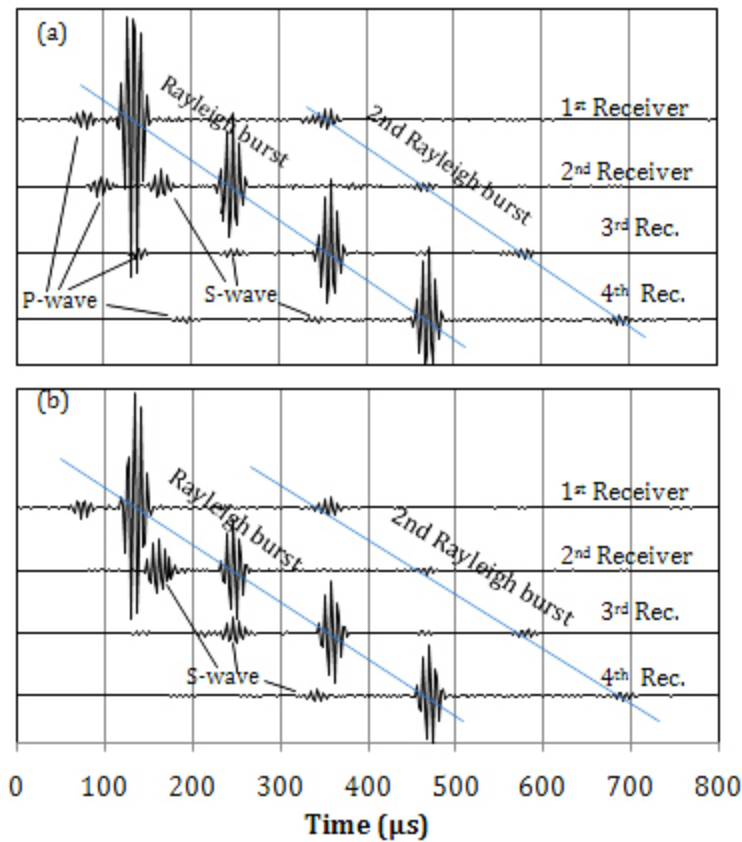 (a)
Rayleigh burst
2nd Rayleigh burst
1st Receiver
2nd Receiver
3rd Rec.
P-wave
S-wave
4th Rec.
(b)
Rayleigh burst
2nd Rayleigh burst
1st Receiver
2nd Receiver
3rd Rec.
S-wave
4th Rec.
0 100 200 300 400 500 600 700 800
Time (μs)